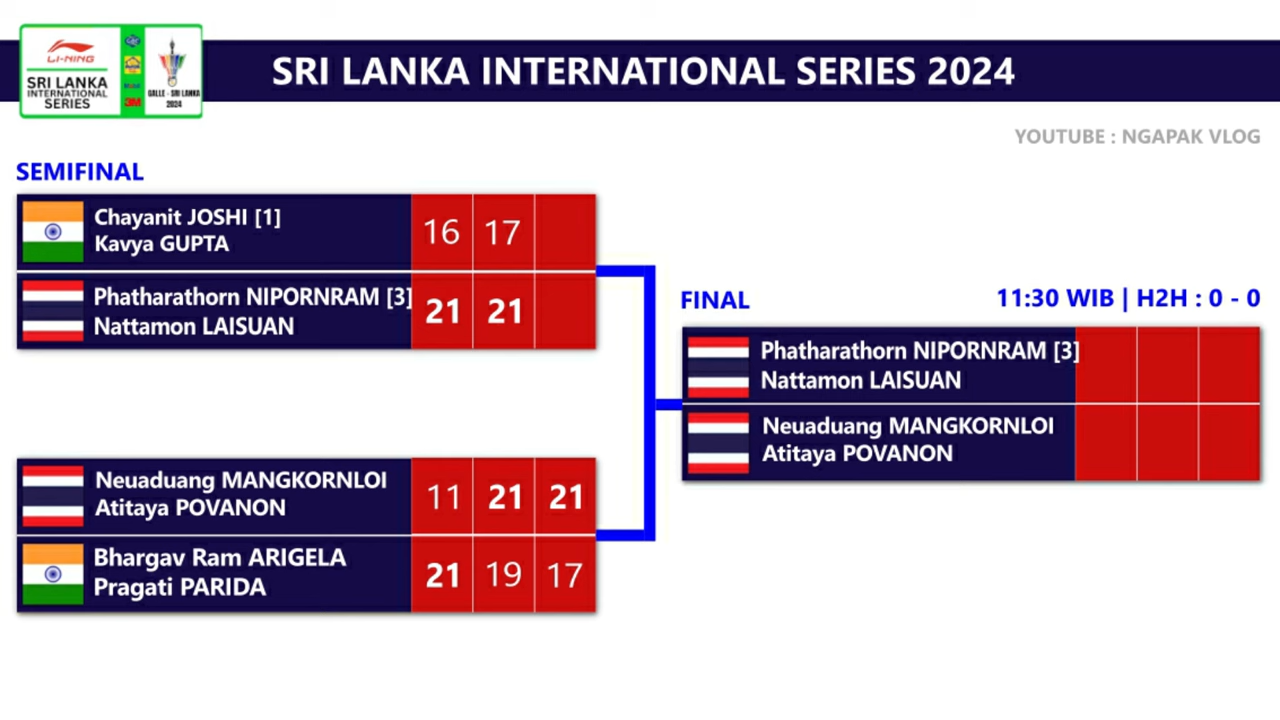 LI-NING
SRI LANKA
INTERNATIONAL
SERIES
3M
GALLE - SRI LANKA
2024
SRI LANKA INTERNATIONAL SERIES 2024
YOUTUBE : NGAPAK VLOG
SEMIFINAL
Chayanit JOSHI [1]
Kavya GUPTA
16 17
Phatharathorn NIPORNRAM [3]
Nattamon LAISUAN
21 21
Neuaduang MANGKORNLOI
Atitaya POVANON
11 21 21
Bhargav Ram ARIGELA
Pragati PARIDA
21 19 17
FINAL
11:30 WIB | H2H : 0 - 0
Phatharathorn NIPORNRAM [3]
Nattamon LAISUAN
Neuaduang MANGKORNLOI
Atitaya POVANON